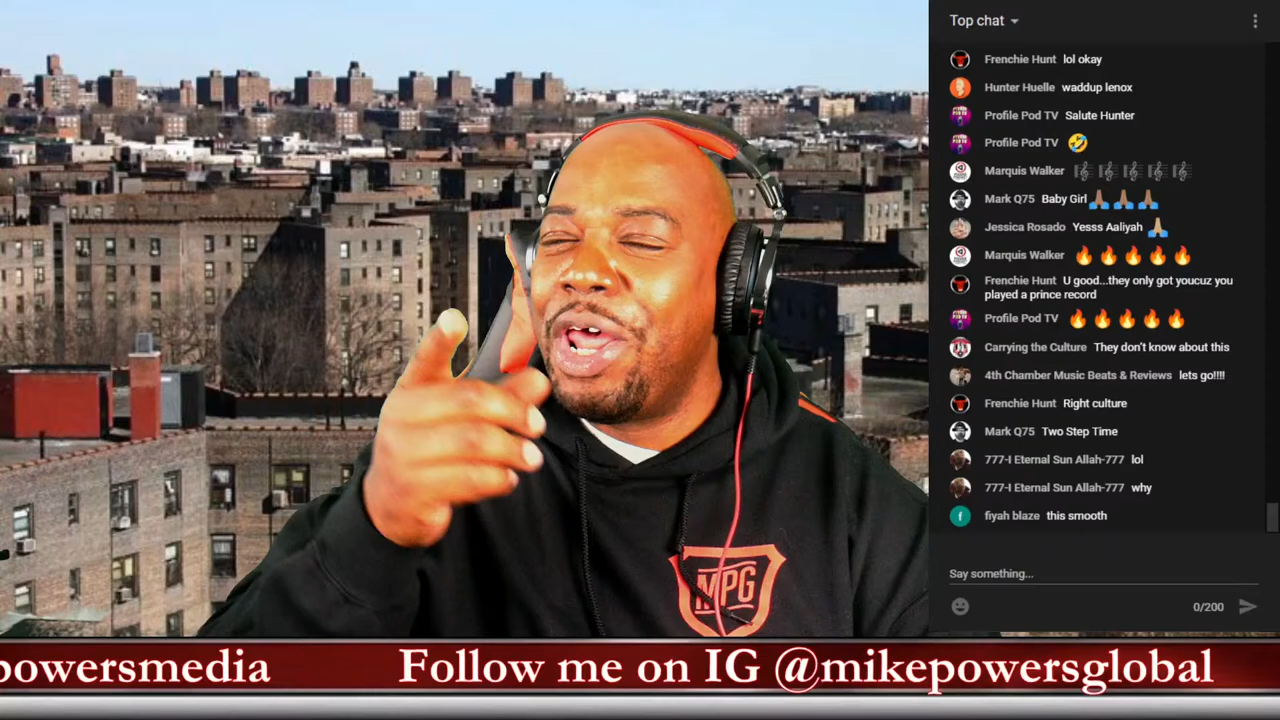 Top chat
Frenchie Hunt lol okay
Hunter Huelle waddup lenox
Profile Pod TV Salute Hunter
Profile Pod TV 🤣
Marquis Walker 🎼🎼🎼🎼🎼
Mark Q75 Baby Girl🙏🏽🙏🏽🙏🏽
Jessica Rosado Yesss Aaliyah 🙏🏼
Marquis Walker 🔥🔥🔥🔥🔥
Frenchie Hunt U good...they only got youcuz you
played a prince record
Profile Pod TV 🔥🔥🔥🔥🔥
Carrying the Culture They don't know about this
4th Chamber Music Beats & Reviews lets go!!!!
Frenchie Hunt Right culture
Mark Q75 Two Step Time
777-I Eternal Sun Allah-777 lol
777-I Eternal Sun Allah-777 why
f fiyah blaze this smooth
Say something...
0/200
MPG
powersmedia Follow me on IG @mikepowersglobal